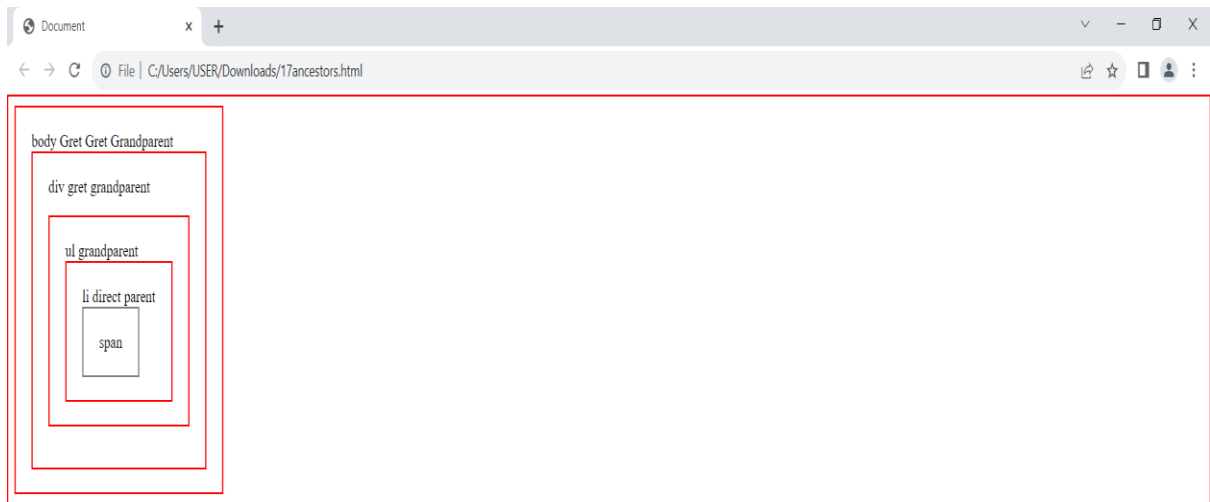 Document
File | C:/Users/USER/Downloads/17ancestors.html
body Gret Gret Grandparent
div gret grandparent
ul grandparent
li direct parent
span